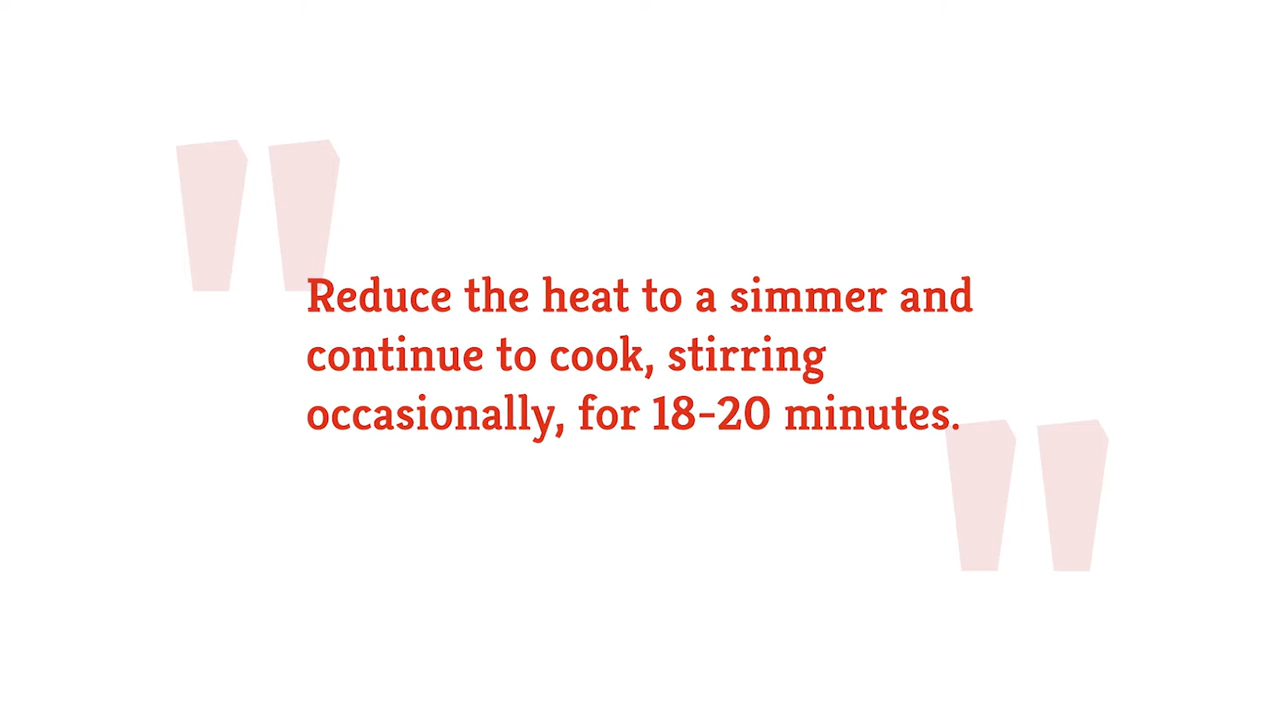 Reduce the heat to a simmer and
continue to cook, stirring
occasionally, for 18-20 minutes.